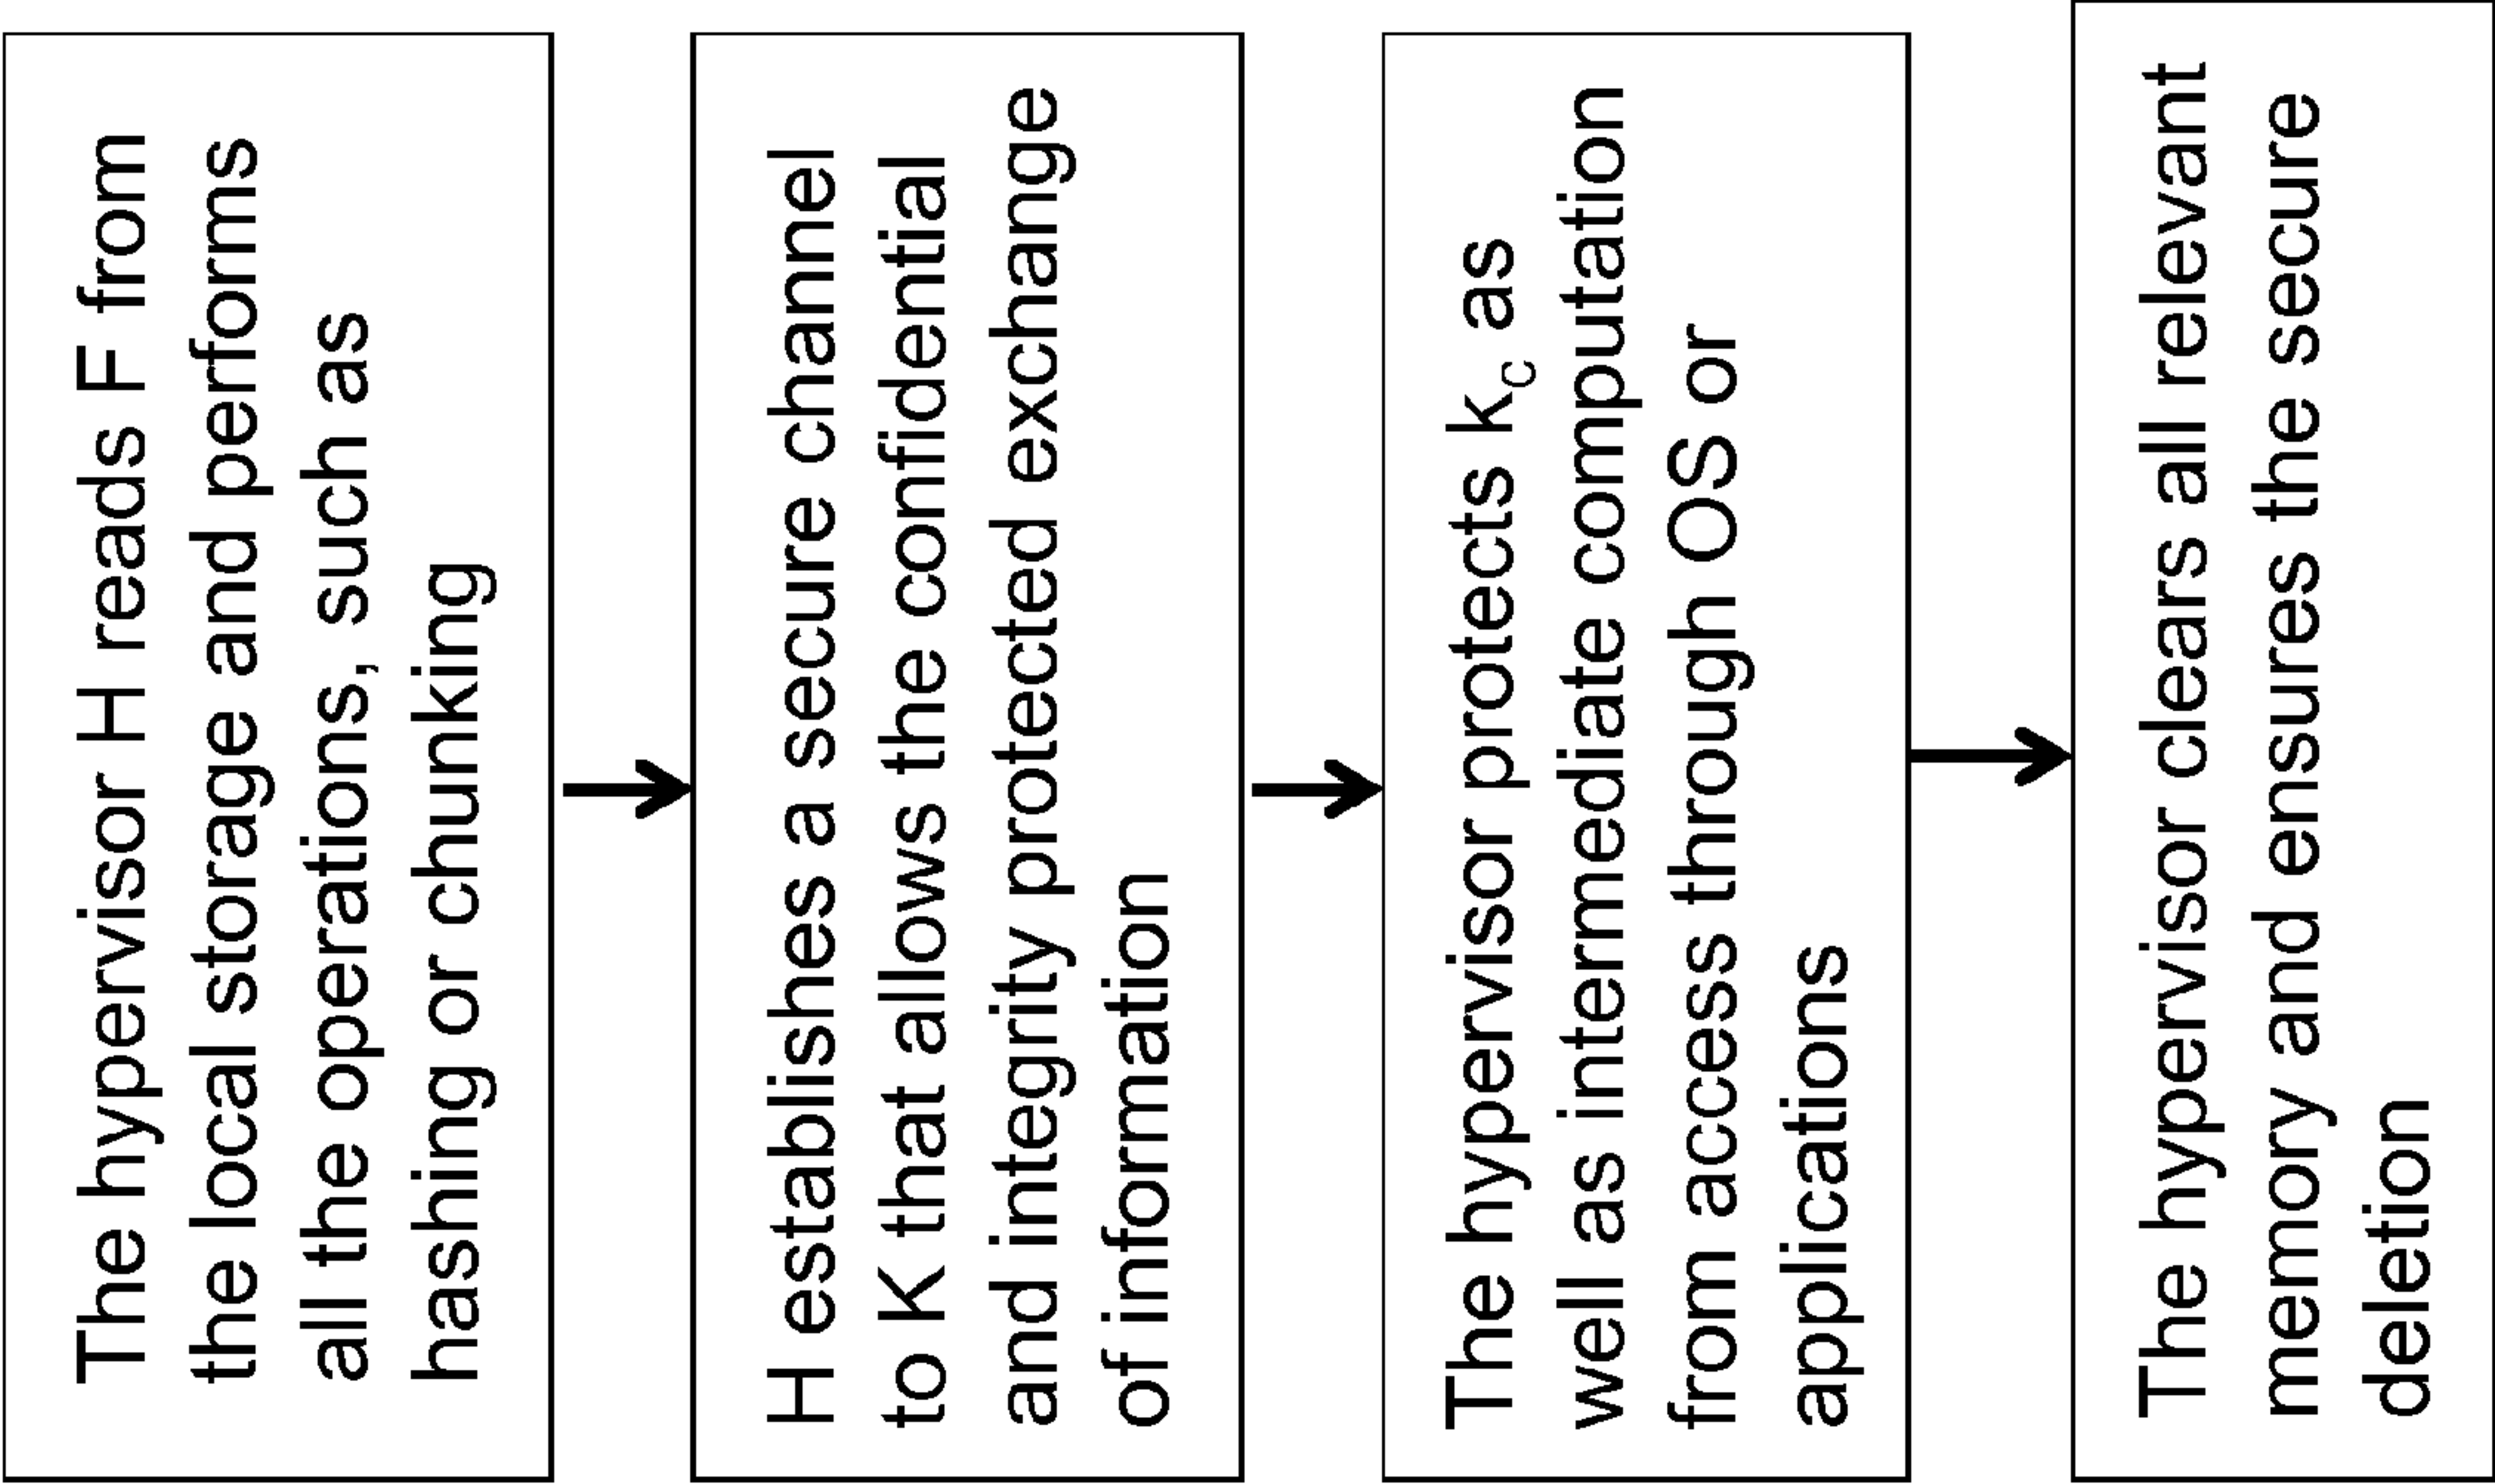 The hypervisor H reads F from
the local storage and performs
all the operations, such as
hashing or chunking
H establishes a secure channel
to K that allows the confidential
and integrity protected exchange
of information
The hypervisor protects k_C as
well as intermediate computation
from access through OS or
applications
The hypervisor clears all relevant
memory and ensures the secure
deletion